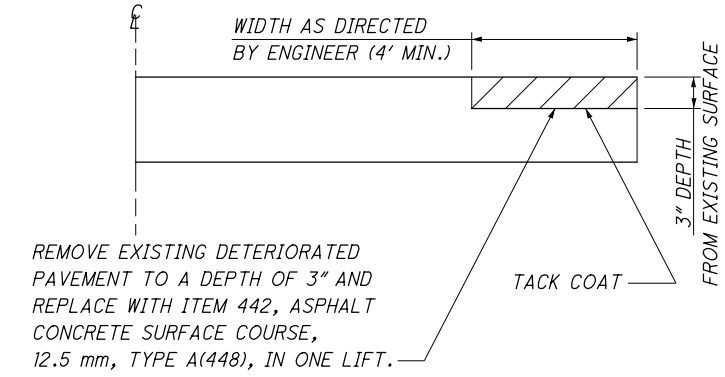 ℄
WIDTH AS DIRECTED
BY ENGINEER (4' MIN.)
3" DEPTH
FROM EXISTING SURFACE
REMOVE EXISTING DETERIORATED
PAVEMENT TO A DEPTH OF 3" AND
REPLACE WITH ITEM 442, ASPHALT
CONCRETE SURFACE COURSE,
12.5 mm, TYPE A(448), IN ONE LIFT.
TACK COAT